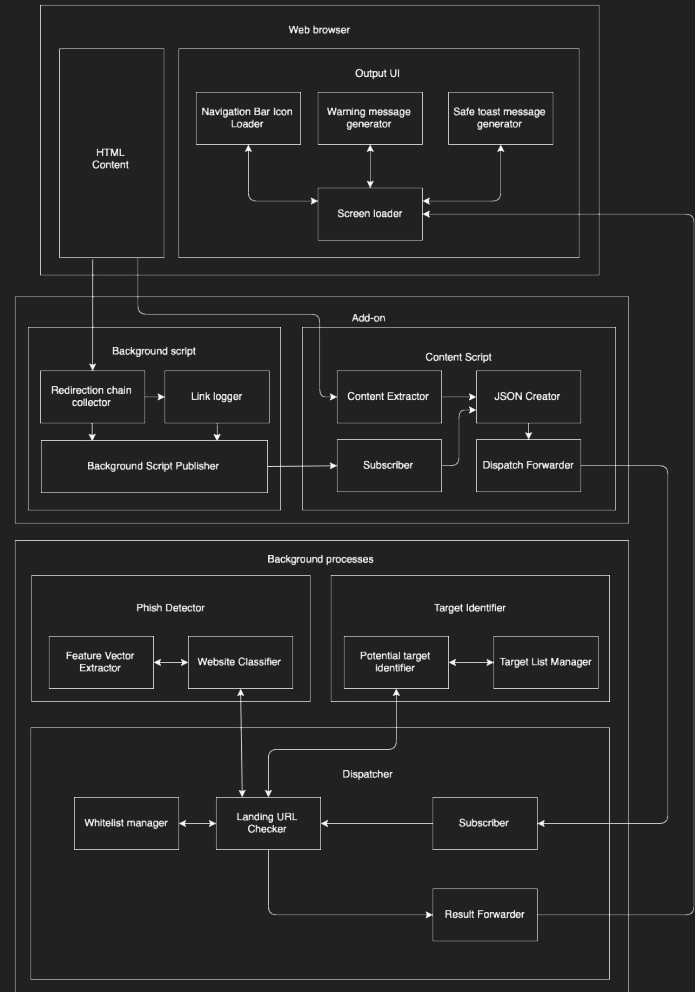 Web browser
HTML
Content
Output UI
Navigation Bar Icon
Loader
Warning message
generator
Safe toast message
generator
Screen loader
Add-on
Background script
Redirection chain
collector
Link logger
Background Script Publisher
Content Script
Content Extractor
JSON Creator
Subscriber
Dispatch Forwarder
Background processes
Phish Detector
Feature Vector
Extractor
Website Classifier
Target Identifier
Potential target
identifier
Target List Manager
Dispatcher
Whitelist manager
Landing URL
Checker
Subscriber
Result Forwarder